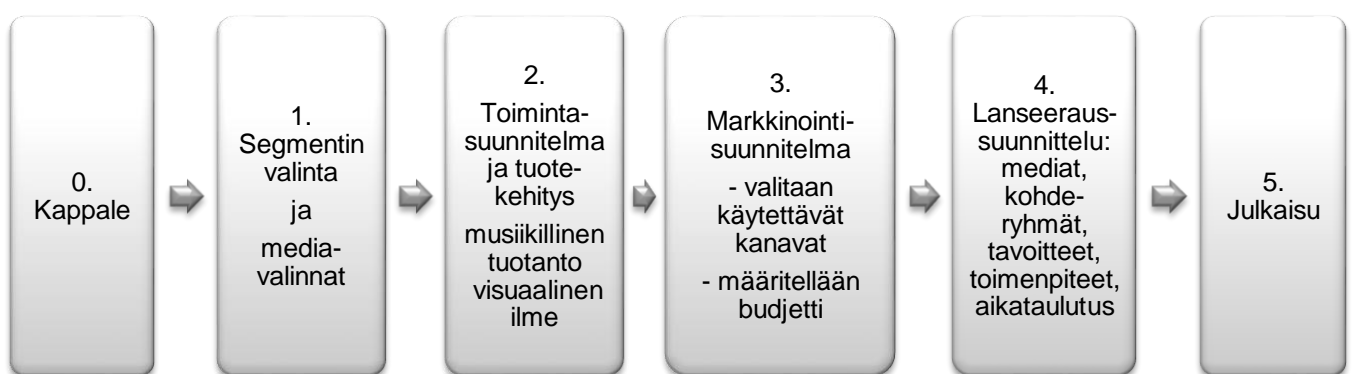 0.
Kappale
1.
Segmentin
valinta
ja
media-
valinnat
2.
Toiminta-
suunnitelma
ja tuote-
kehitys
musiikillinen
tuotanto
visuaalinen
ilme
3.
Markkinointi-
suunnitelma
- valitaan
käytettävät
kanavat
- määritellään
budjetti
4.
Lanseeraus-
suunnittelu:
mediat,
kohde-
ryhmät,
tavoitteet,
toimenpiteet,
aikataulutus
5.
Julkaisu